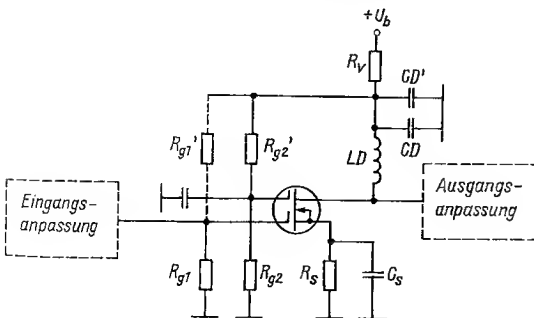 +U_b
R_v
CD'
R_g1'
R_g2'
CD
LD
Eingangs-
anpassung
Ausgangs-
anpassung
R_g1
R_g2
R_s
C_s